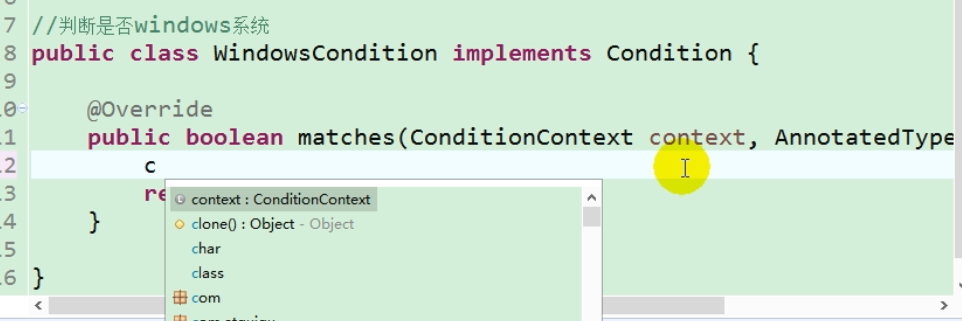 7 //判断是否windows系统
8 public class WindowsCondition implements Condition {
9
10 @Override
11 public boolean matches(ConditionContext context, AnnotatedType
12 c
13 re
context : ConditionContext
14 }
clone() : Object - Object
char
15
class
16 }
com